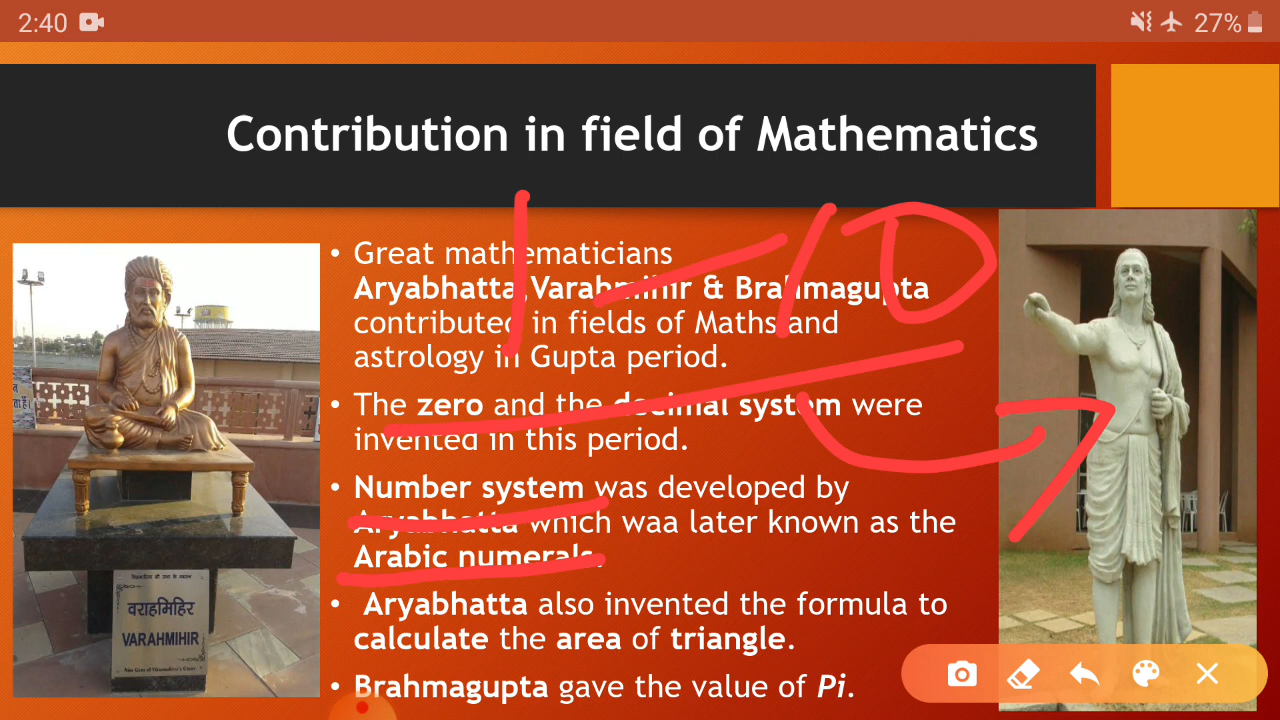 2:40
27%
Contribution in field of Mathematics
• Great mathematicians
Aryabhatta,Varahmihir & Brahmagupta
contributed in fields of Maths and
astrology in Gupta period.
• The zero and the decimal system were
invented in this period.
• Number system was developed by
Aryabhatta which waa later known as the
Arabic numerals.
• Aryabhatta also invented the formula to
calculate the area of triangle.
• Brahmagupta gave the value of Pi.
1-10
वराहमिहिर
VARAHMIHIR